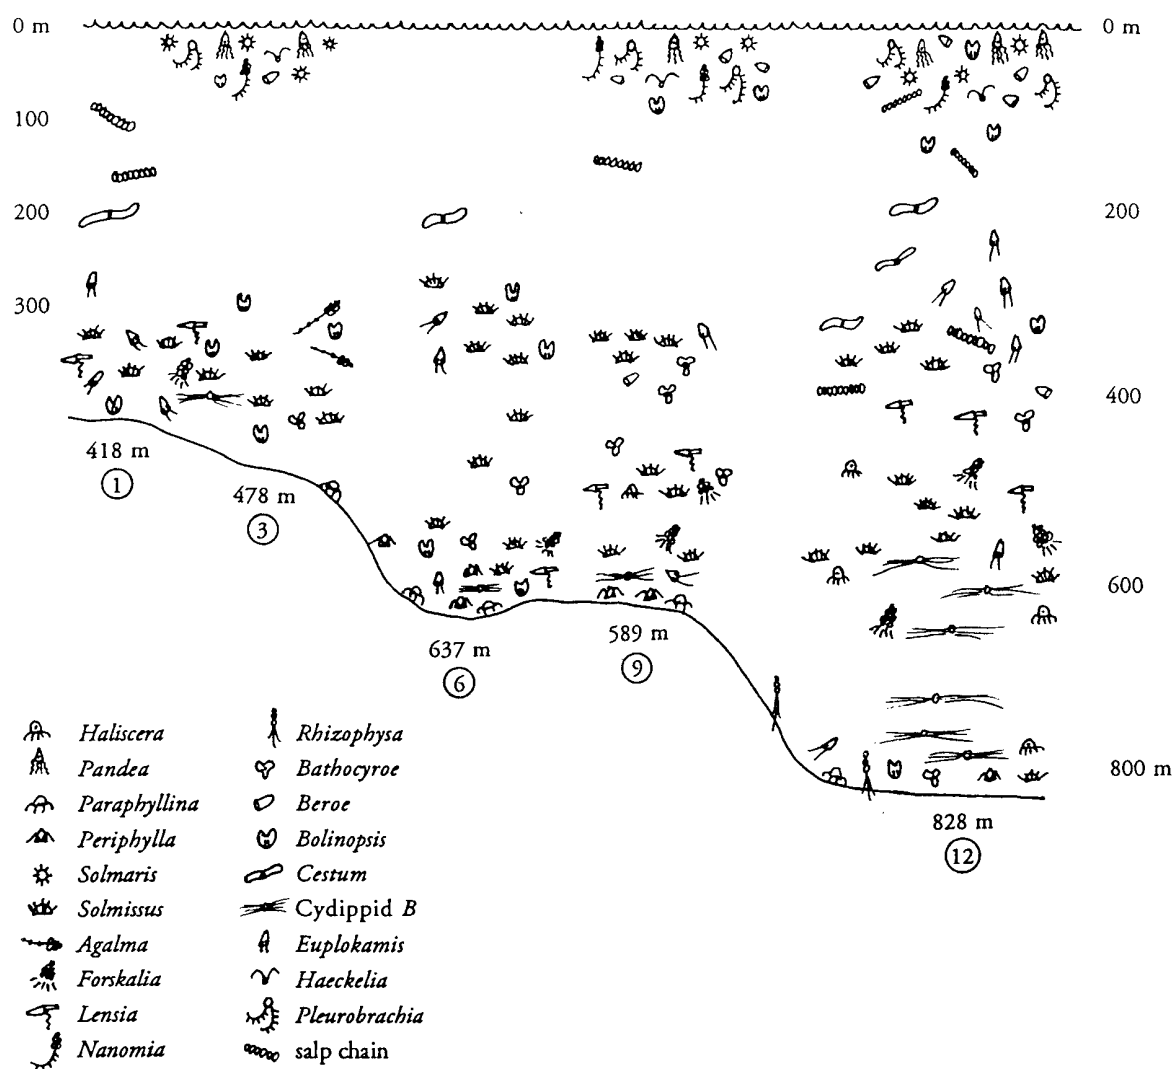 0 m 0 m
100 100
200 200
300 300
400
418 m
1
478 m
3
600
637 m
6
589 m
9
800 m
828 m
12
Haliscera Rhizophysa
Pandea Bathocyroe
Paraphyllina Beroe
Periphylla Bolinopsis
Solmaris Cestum
Solmissus Cydippid B
Agalma Euplokamis
Forskalia Haeckelia
Lensia Pleurobrachia
Nanomia salp chain